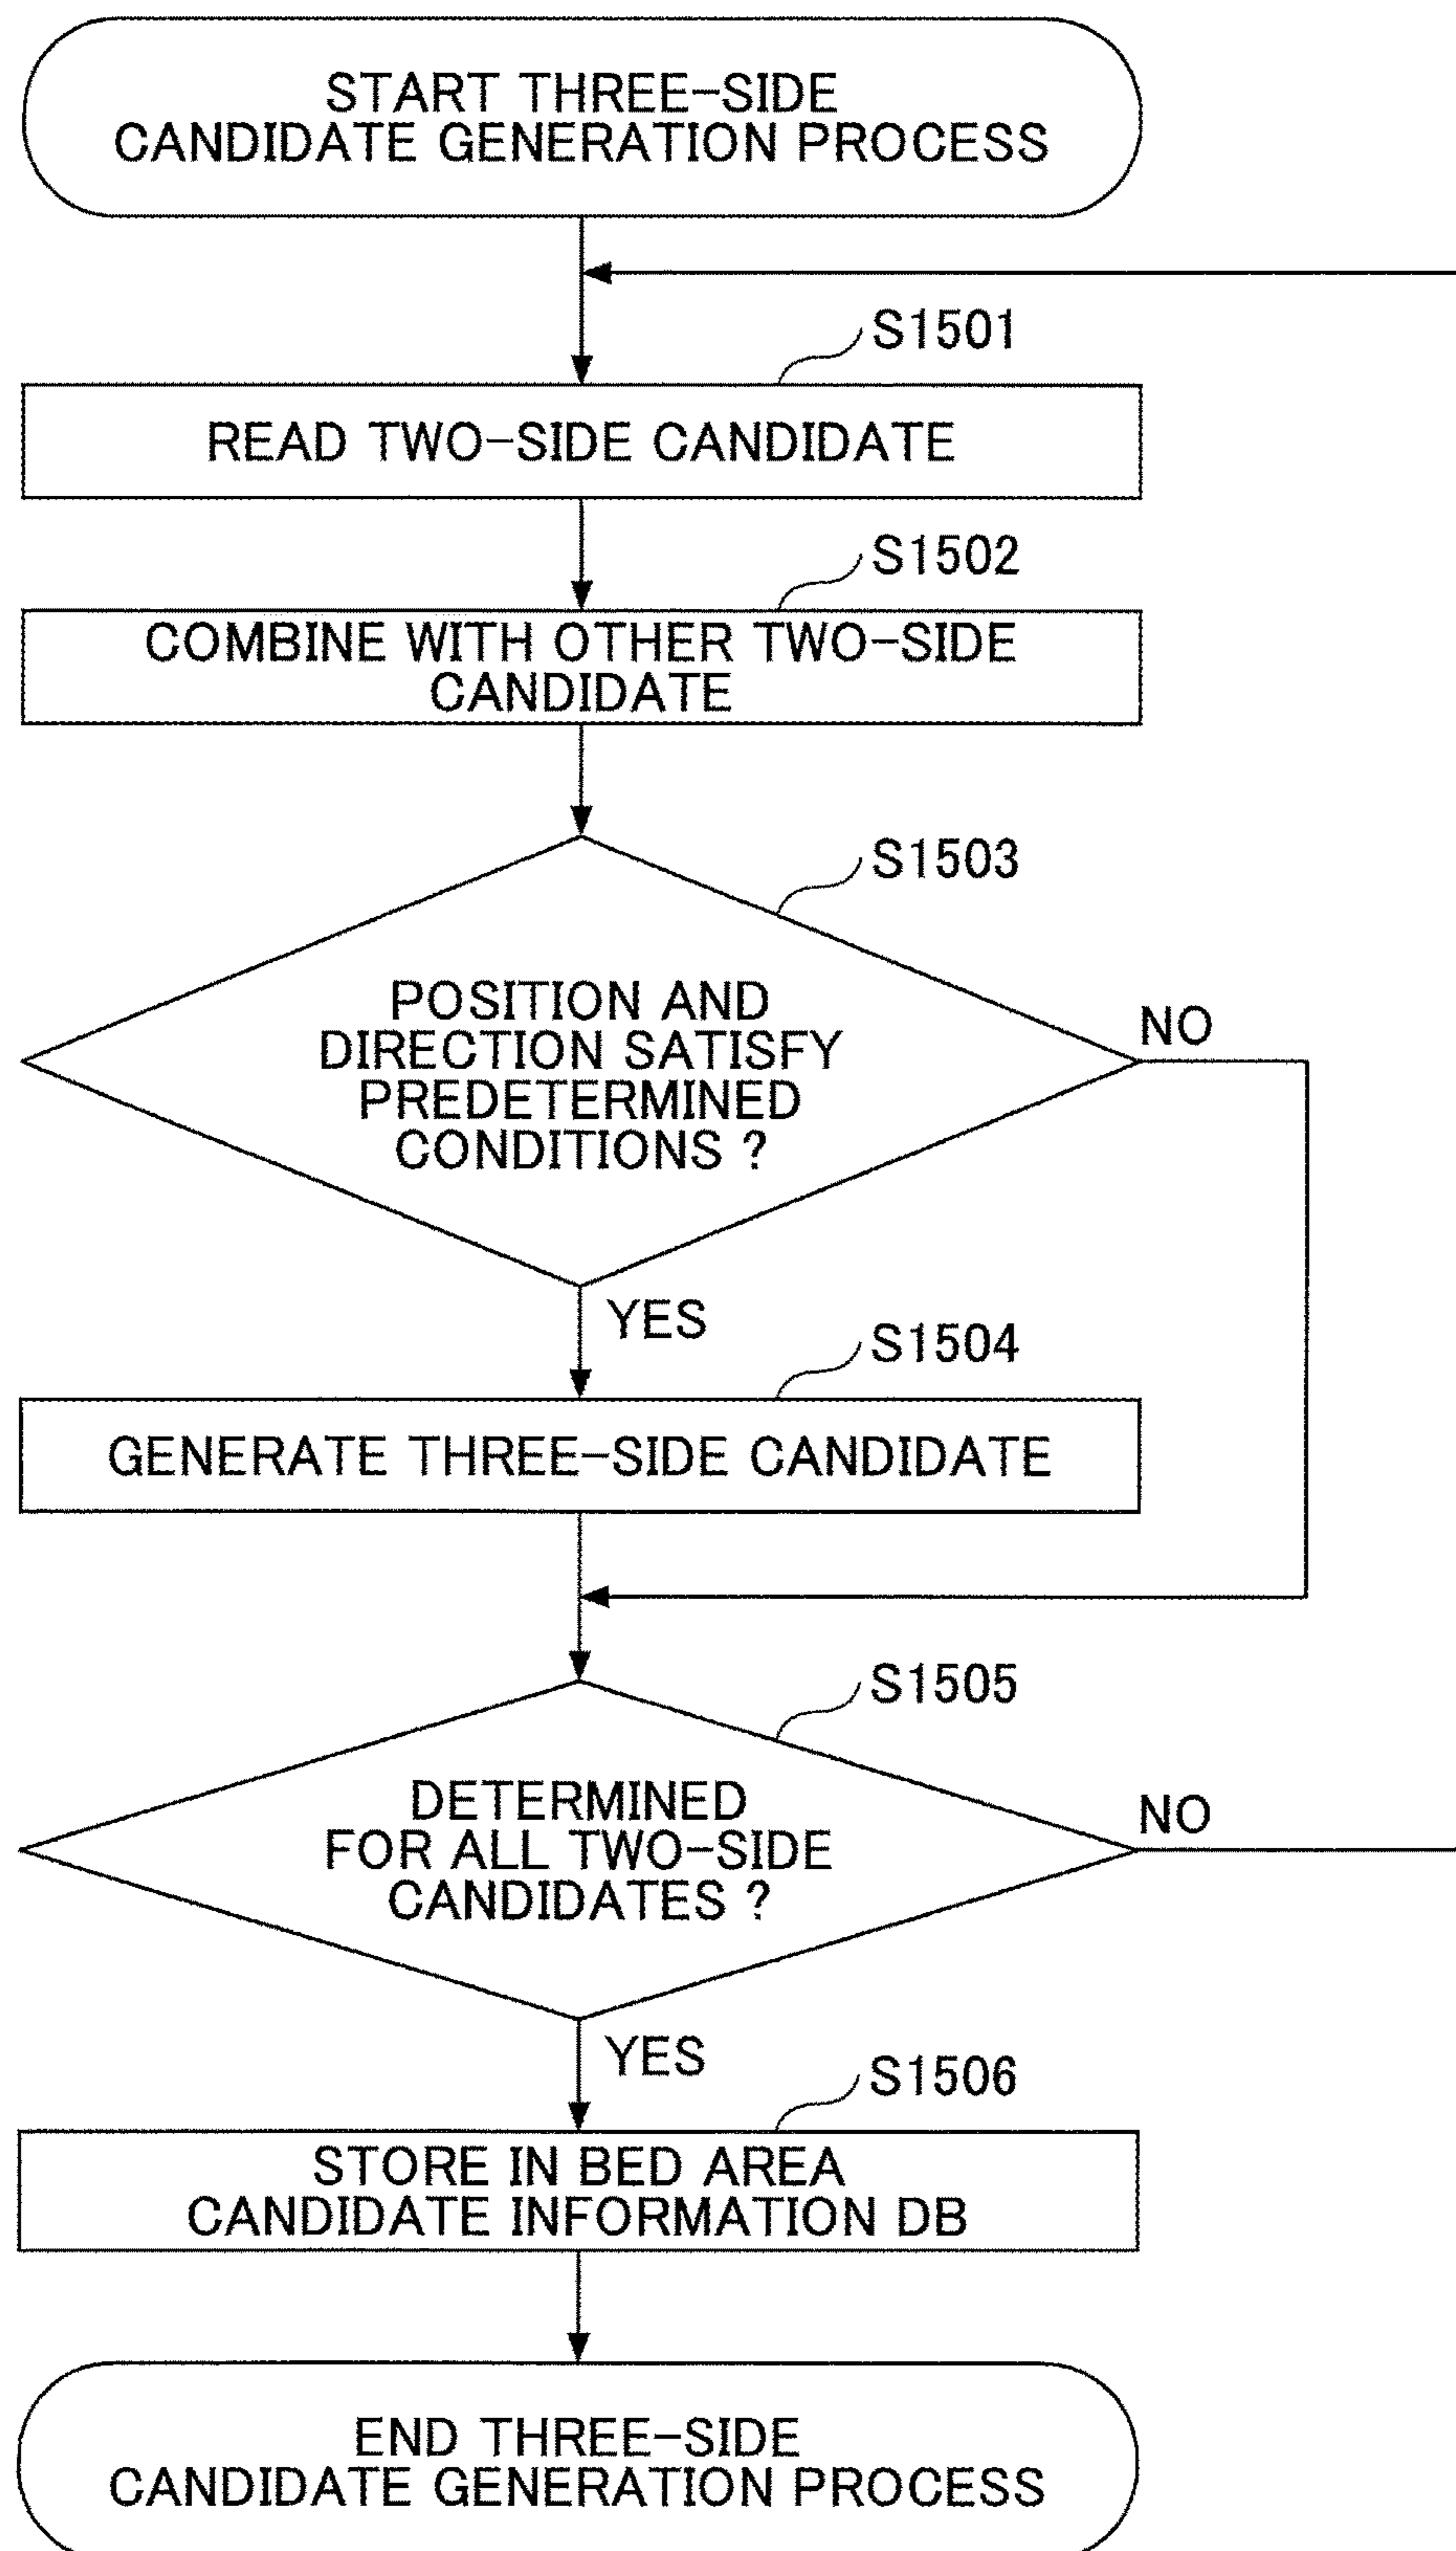 START THREE-SIDE
CANDIDATE GENERATION PROCESS
S1501
READ TWO-SIDE CANDIDATE
S1502
COMBINE WITH OTHER TWO-SIDE
CANDIDATE
S1503
POSITION AND
DIRECTION SATISFY
PREDETERMINED
CONDITIONS ?
NO
YES
S1504
GENERATE THREE-SIDE CANDIDATE
S1505
DETERMINED
FOR ALL TWO-SIDE
CANDIDATES ?
NO
YES
S1506
STORE IN BED AREA
CANDIDATE INFORMATION DB
END THREE-SIDE
CANDIDATE GENERATION PROCESS